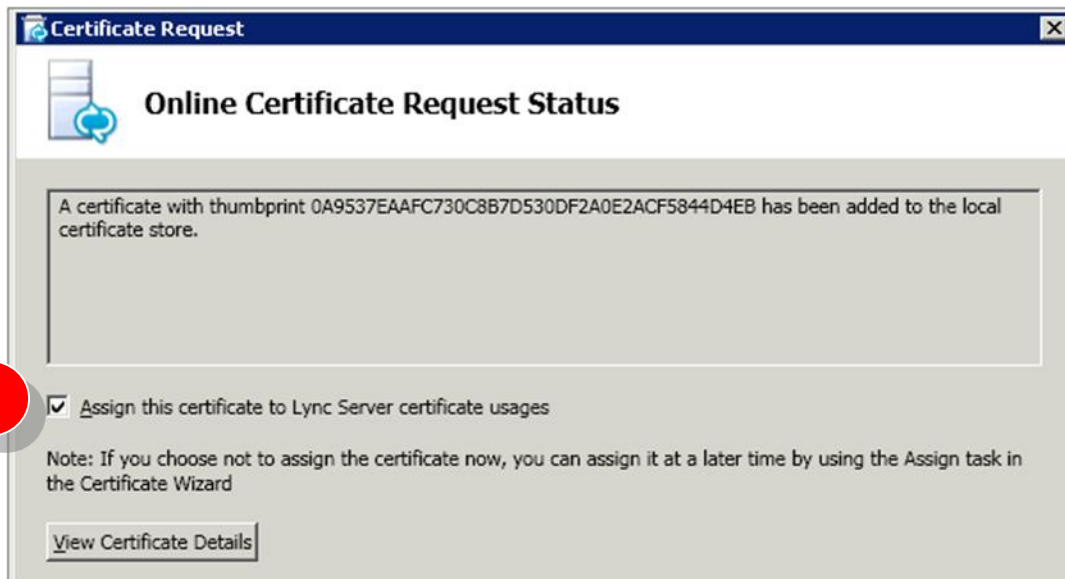 Certificate Request
Online Certificate Request Status
A certificate with thumbprint 0A9537EAAFC730C8B7D530DF2A0E2ACF5844D4EB has been added to the local
certificate store.
Assign this certificate to Lync Server certificate usages
Note: If you choose not to assign the certificate now, you can assign it at a later time by using the Assign task in
the Certificate Wizard
View Certificate Details